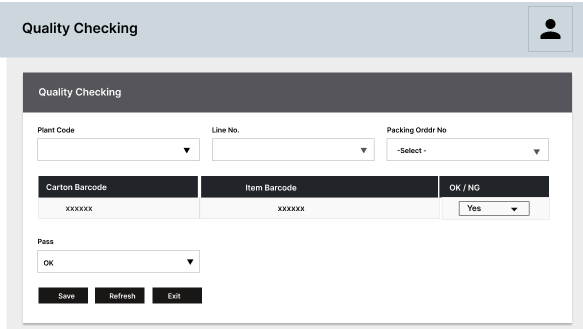 Quality Checking
Quality Checking
Plant Code Line No. Packing Orddr No
-Select -
Carton Barcode Item Barcode OK / NG
xxxxxx xxxxxx Yes
Pass
OK
Save Refresh Exit